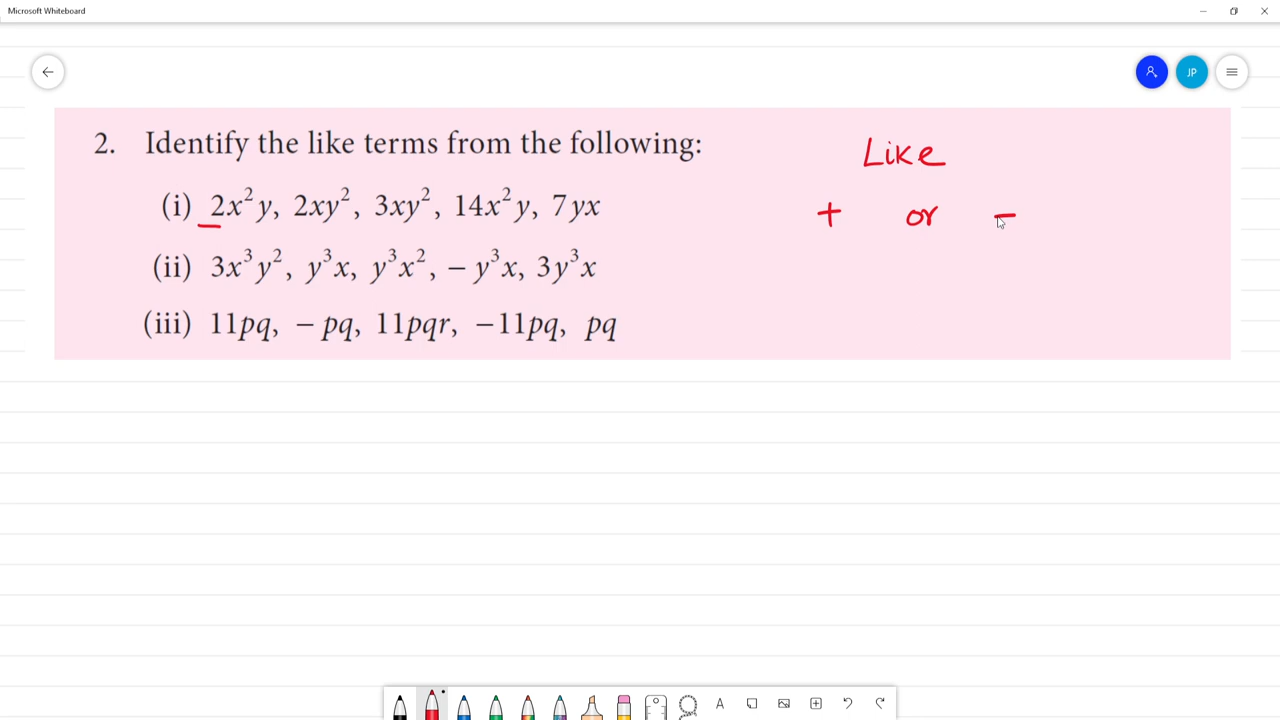 Microsoft Whiteboard
JP
2. Identify the like terms from the following:
Like
(i) 2x²y, 2xy², 3xy², 14x²y, 7yx
+ or -
(ii) 3x³y², y³x, y³x², − y³x, 3y³x
(iii) 11pq, − pq, 11pqr, −11pq, pq
A